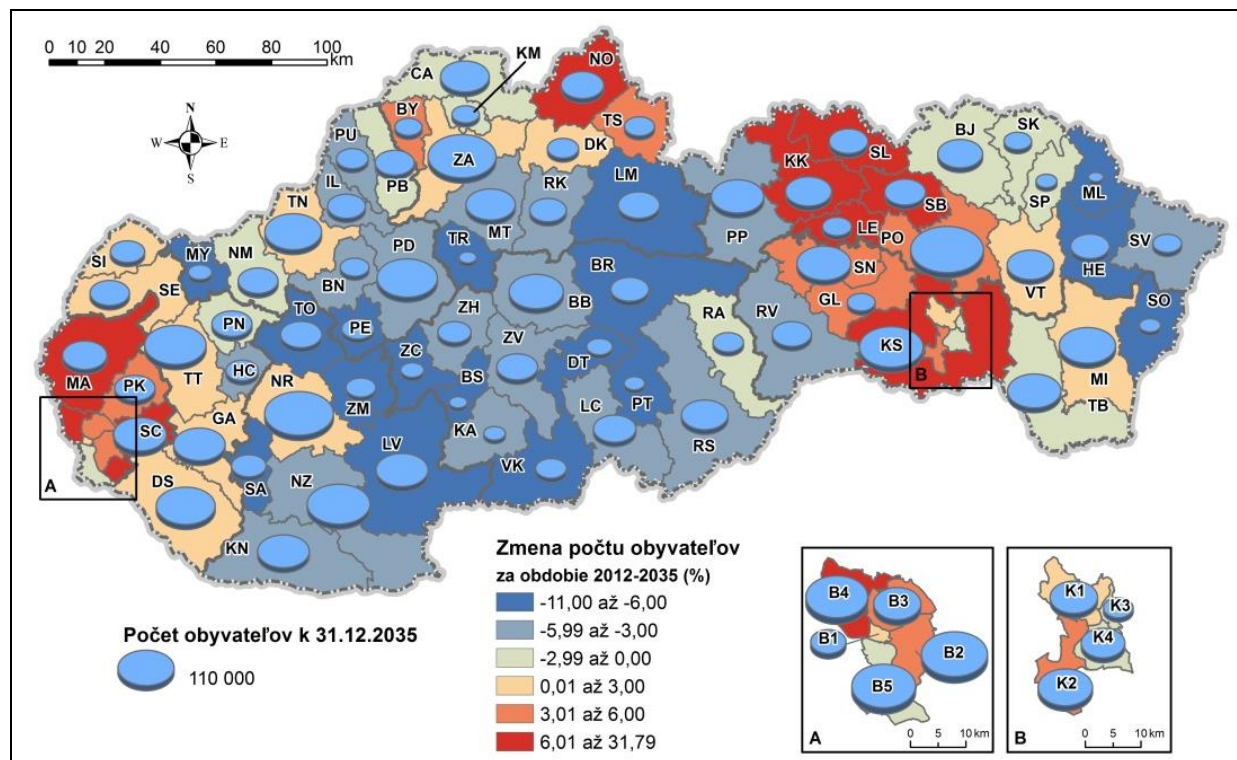 0 10 20 40 60 80 100
km
KM
N
W E
S
CA
NO
BY
TS
PU
ZA
DK
PB
IL
RK
LM
MT
TN
KK
SL
BJ
SK
ML
SP
SB
LE
PO
SV
HE
PP
SI
MY
NM
TR
PD
SE
BN
BR
SN
VT
SO
ZH
BB
GL
PN
TO
PE
RA
RV
ZV
MA
TT
HC
ZC
KS
MI
PK
NR
BS
DT
B
ZM
TB
SC
GA
LC
PT
LV
KA
RS
A
DS
SA
NZ
VK
KN
Počet obyvateľov k 31.12.2035
110 000
Zmena počtu obyvateľov
za obdobie 2012-2035 (%)
-11,00 až -6,00
-5,99 až -3,00
-2,99 až 0,00
0,01 až 3,00
3,01 až 6,00
6,01 až 31,79
B4
B3
B1
B2
B5
0 10 km
A
K1
K3
K4
K2
0 10 km
B